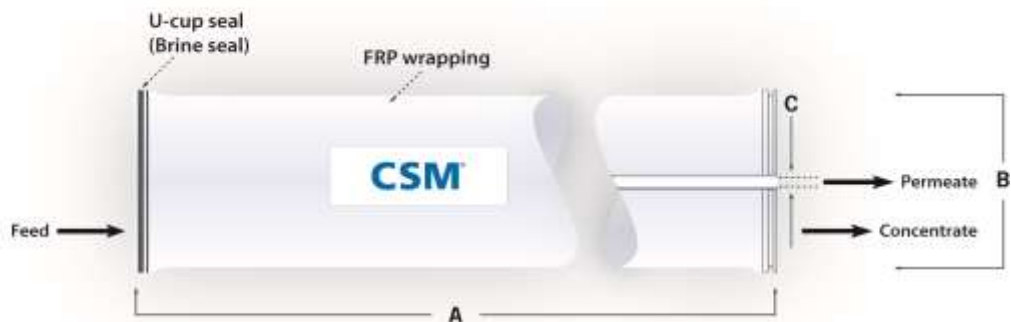 U-cup seal
(Brine seal)
FRP wrapping
C
CSM
Permeate
B
Feed
Concentrate
A